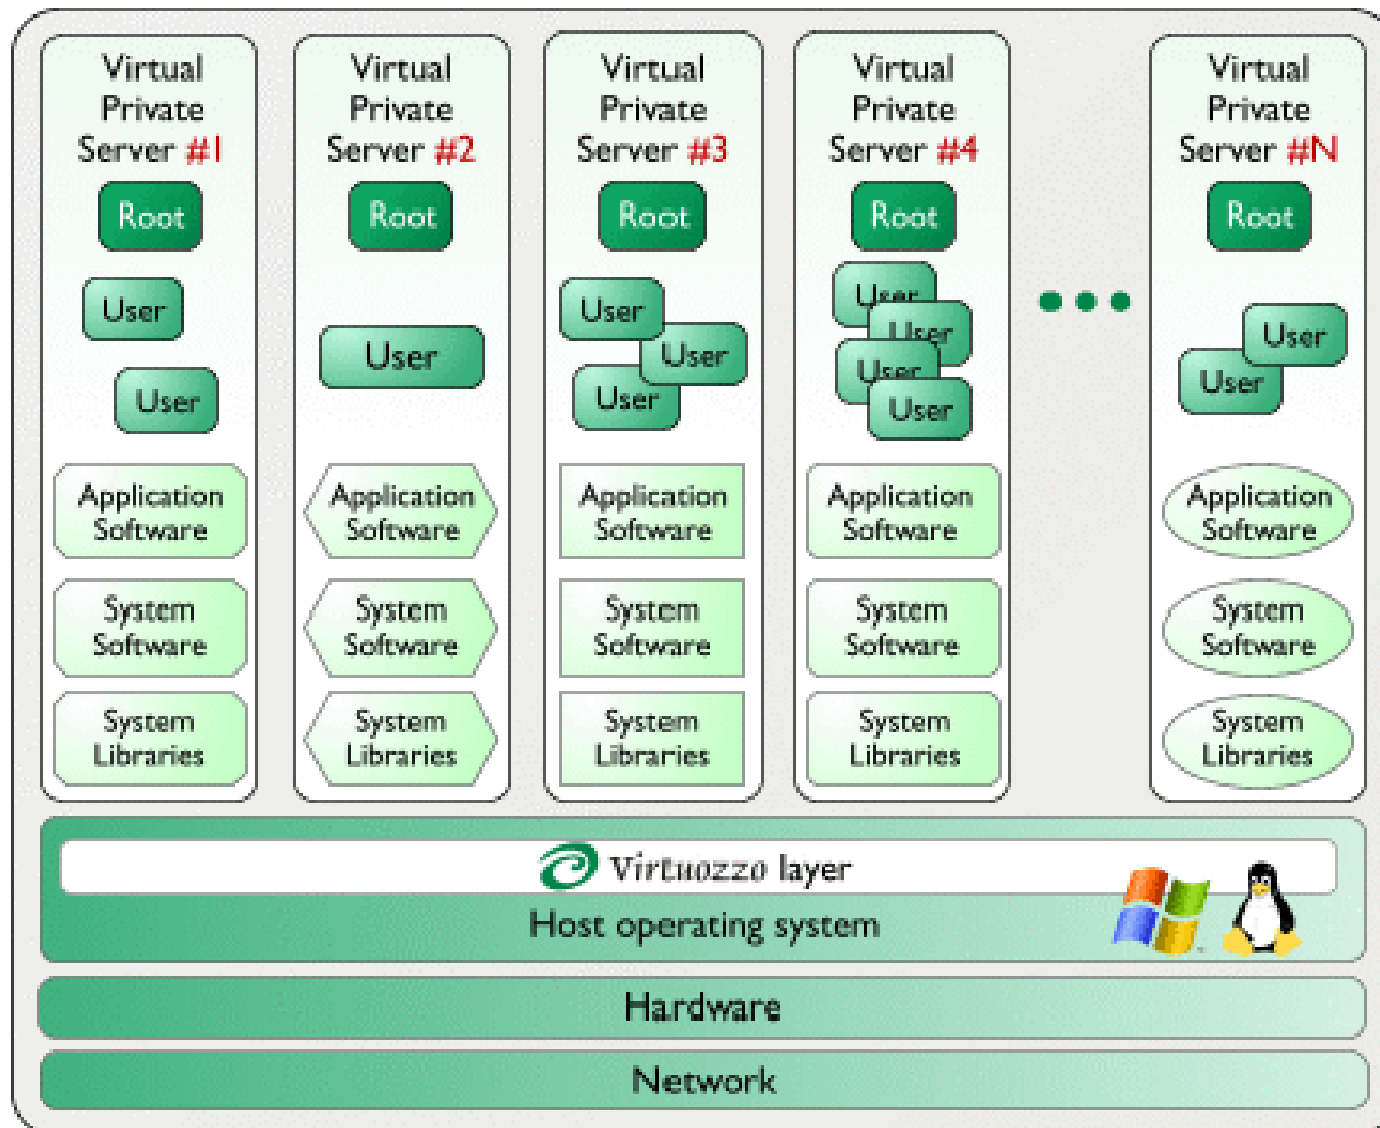 Virtual
Private
Server #1
Root
User
User
Application
Software
System
Software
System
Libraries
Virtual
Private
Server #2
Root
User
Application
Software
System
Software
System
Libraries
Virtual
Private
Server #3
Root
User
User
User
Application
Software
System
Software
System
Libraries
Virtual
Private
Server #4
Root
User
User
User
User
Application
Software
System
Software
System
Libraries
Virtual
Private
Server #N
Root
User
User
Application
Software
System
Software
System
Libraries
Virtuozzo layer
Host operating system
Hardware
Network